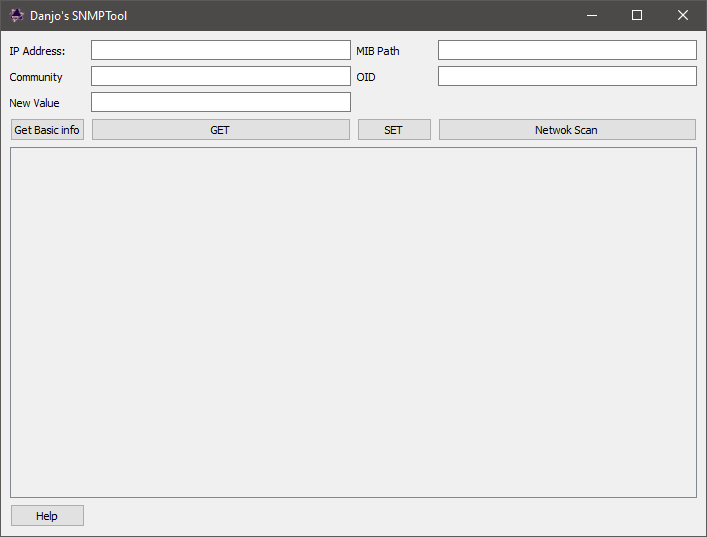 Danjo's SNMPTool
IP Address: MIB Path
Community OID
New Value
Get Basic info GET SET Netwok Scan
Help